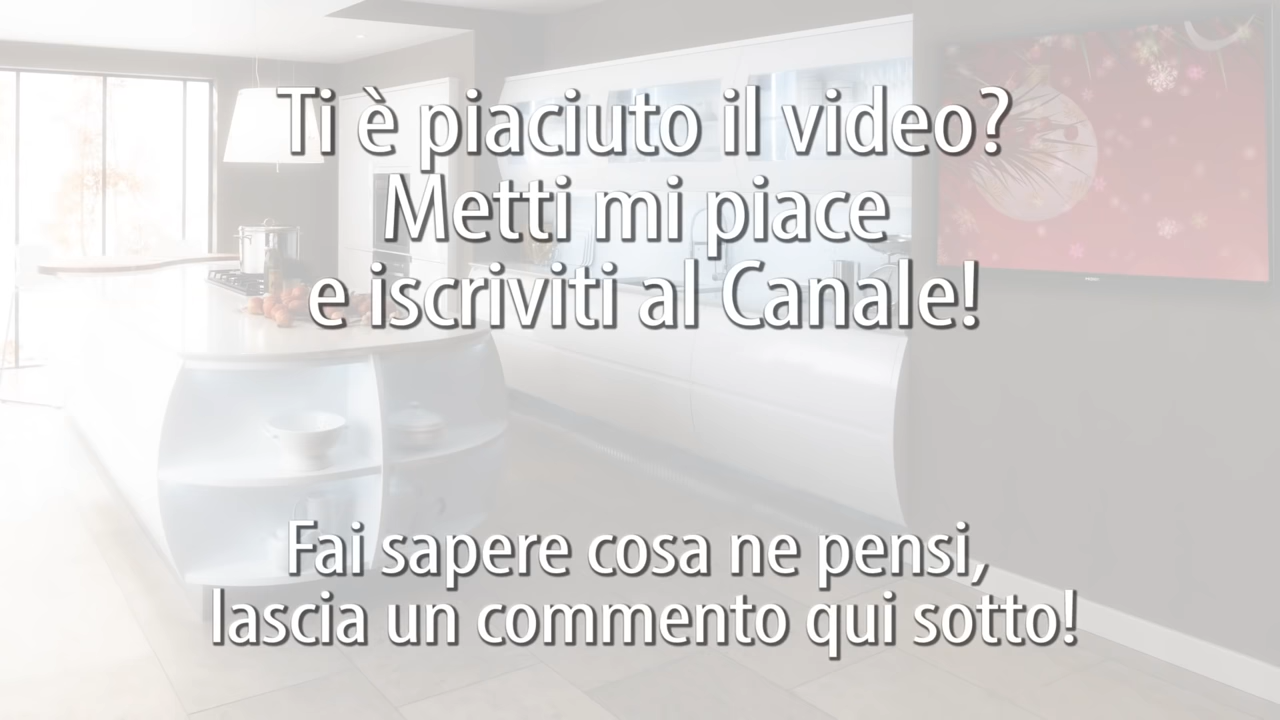 Ti è piaciuto il video?
Metti mi piace
e iscriviti al Canale!
Fai sapere cosa ne pensi,
lascia un commento qui sotto!